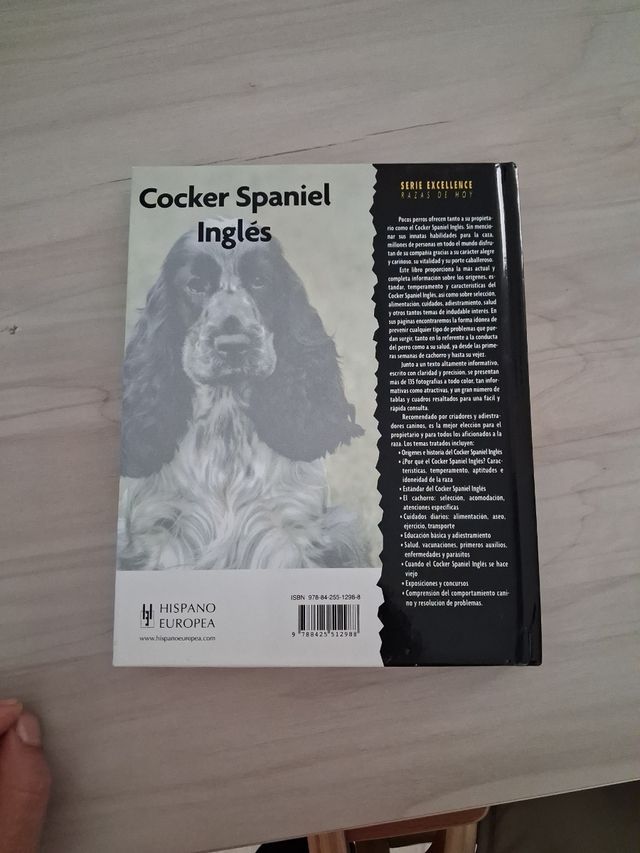 Cocker Spaniel
Inglés
SERIE EXCELLENCE
RAZAS DE HOY
Pocos perros ofrecen tanto a su propieta-
rio como el Cocker Spaniel Inglés. Sin mencio-
nar sus innatas habilidades para la caza,
millones de personas en todo el mundo disfru-
tan de su compañía gracias a su carácter alegre
y cariñoso, su vitalidad y su porte caballeroso.
Este libro proporciona la más actual y
completa información sobre los orígenes, es-
tándar, temperamento y características del
Cocker Spaniel Inglés, así como sobre selección,
alimentación, cuidados, adiestramiento, salud
y otros tantos temas de indudable interés. En
sus páginas encontraremos la forma idónea de
prevenir cualquier tipo de problemas que pue-
dan surgir, tanto en lo referente a la conducta
del perro como a su salud, ya desde las prime-
ras semanas de cachorro y hasta su vejez.
Junto a un texto altamente informativo,
escrito con claridad y precisión, se presentan
más de 135 fotografías a todo color, tan infor-
mativas como atractivas, y un gran número de
tablas y cuadros resaltados para una fácil y
rápida consulta.
Recomendado por criadores y adiestra-
dores caninos, es la mejor elección para el
propietario y para todos los aficionados a la
raza. Los temas tratados incluyen:
• Orígenes e historia del Cocker Spaniel Inglés
• ¿Por qué el Cocker Spaniel Inglés? Carac-
terísticas, temperamento, aptitudes e
idoneidad de la raza
• Estándar del Cocker Spaniel Inglés
• El cachorro: selección, acomodación,
atenciones específicas
• Cuidados diarios: alimentación, aseo,
ejercicio, transporte
• Educación básica y adiestramiento
• Salud, vacunaciones, primeros auxilios,
enfermedades y parásitos
• Cuando el Cocker Spaniel Inglés se hace
viejo
• Exposiciones y concursos
• Comprensión del comportamiento cani-
no y resolución de problemas.
HISPANO
EUROPEA
www.hispanoeuropea.com
ISBN 978-84-255-1298-8
9 788425 512988